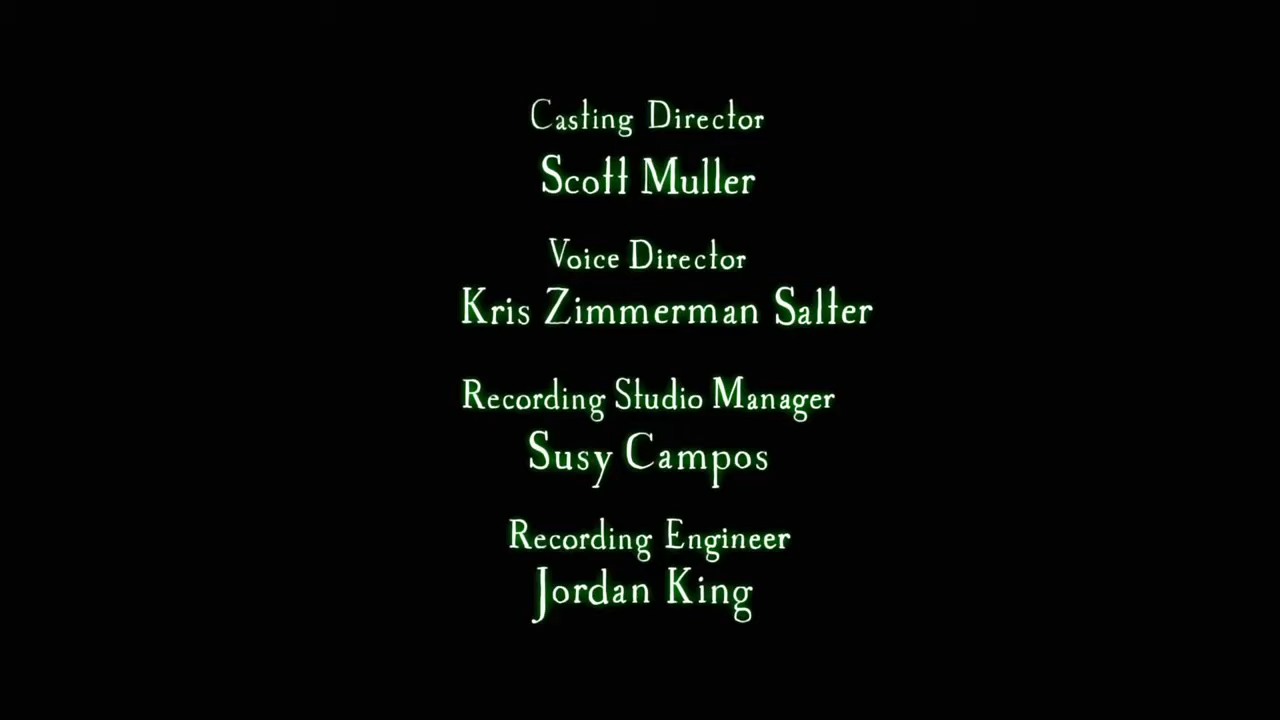 Casting Director
Scott Muller
Voice Director
Kris Zimmerman Salter
Recording Studio Manager
Susy Campos
Recording Engineer
Jordan King